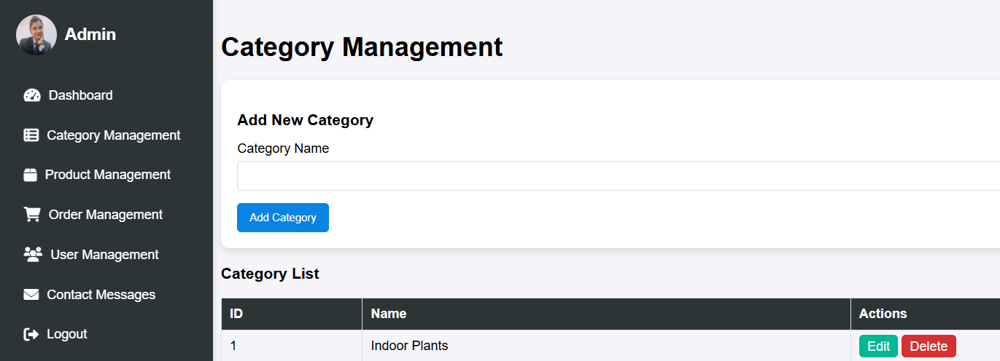 Admin
Dashboard
Category Management
Product Management
Order Management
User Management
Contact Messages
Logout
Category Management
Add New Category
Category Name
Add Category
Category List
ID Name Actions
1 Indoor Plants Edit Delete